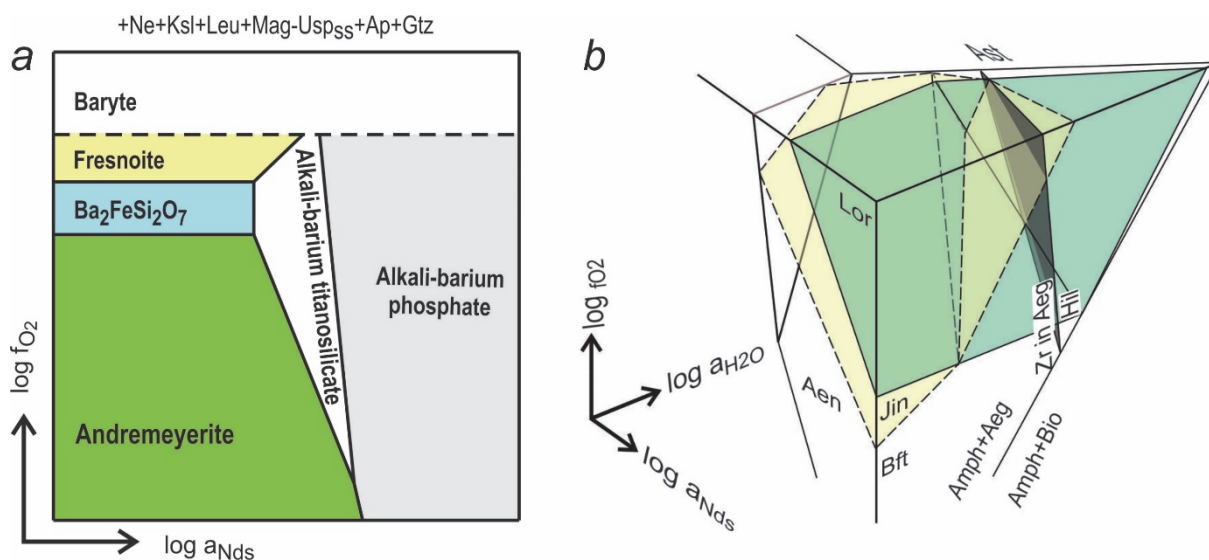 +Ne+Ksl+Leu+Mag-Uspss+Ap+Gtz
a
Baryte
Fresnoite
Ba2FeSi2O7
Andremeyerite
Alkali-barium titanosilicate
Alkali-barium
phosphate
log fO2
log aNds
b
Ast
Lor
Jin
Bft
Aen
Zr in Aeg
Hil
Amph+Aeg
Amph+Bio
log fO2
log aH2O
log aNds